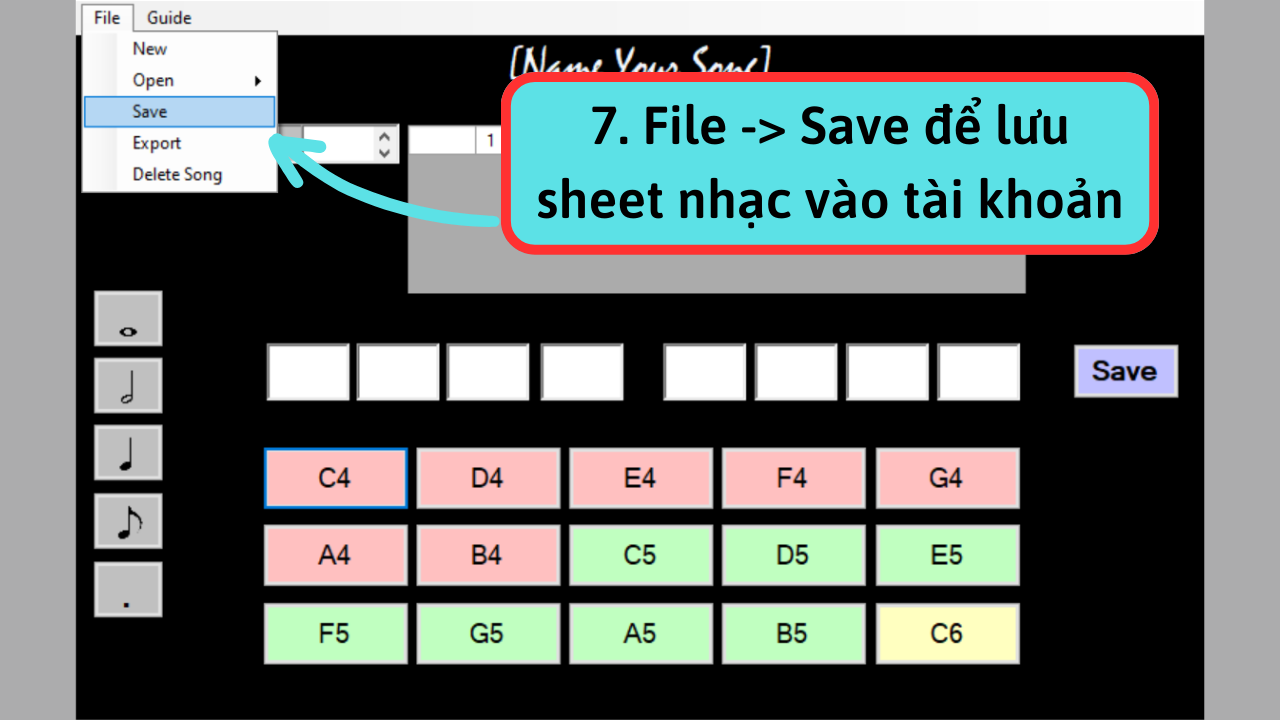 File Guide
New
Open
Save
Export
Delete Song
[Name Your Song]
1
7. File -> Save để lưu
sheet nhạc vào tài khoản
Save
C4 D4 E4 F4 G4
A4 B4 C5 D5 E5
.
F5 G5 A5 B5 C6